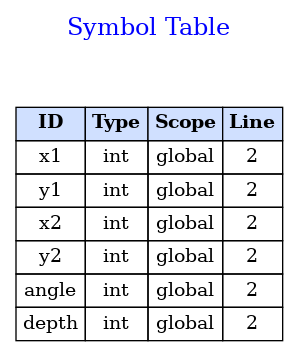 Symbol Table
ID Type Scope Line
x1 int global 2
y1 int global 2
x2 int global 2
y2 int global 2
angle int global 2
depth int global 2